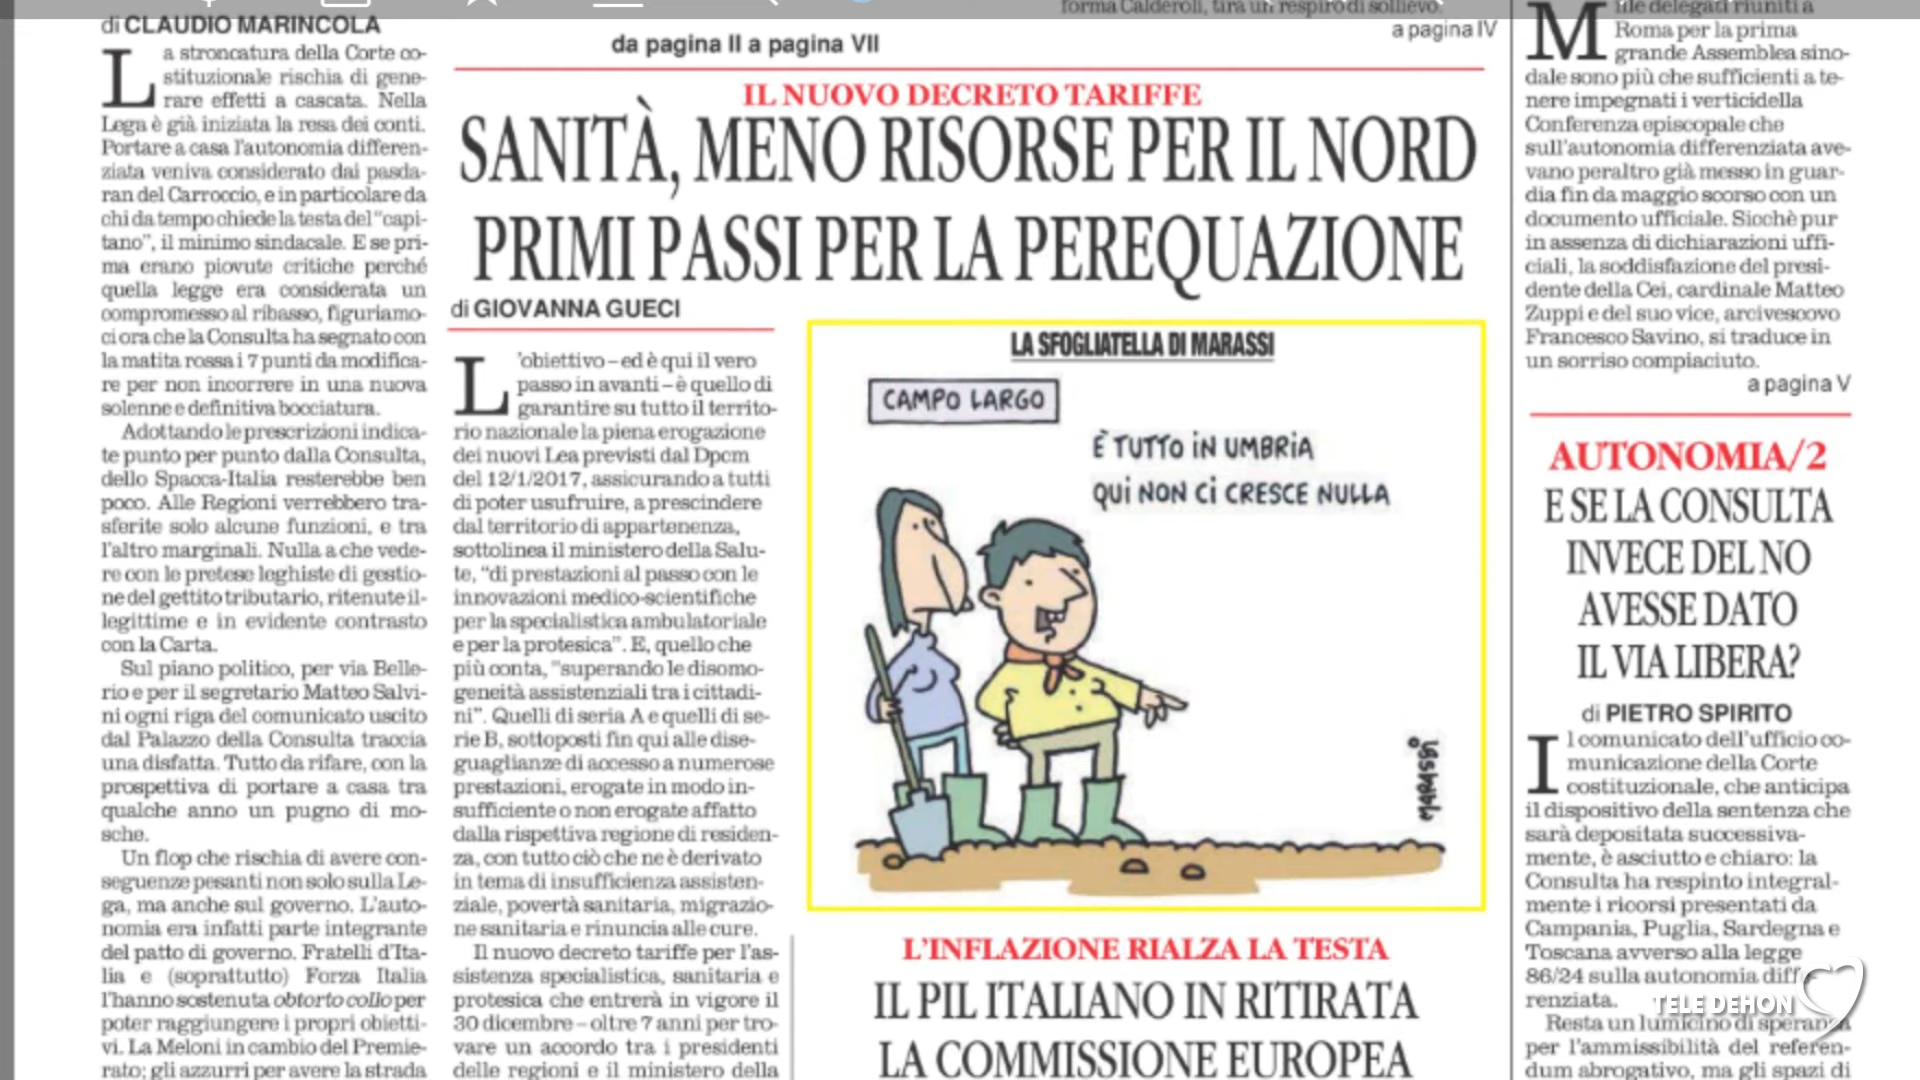 di CLAUDIO MARINCOLA
La stroncatura della Corte co-
stituzionale rischia di gene-
rare effetti a cascata. Nella
Lega è già iniziata la resa dei conti.
Portare a casa l'autonomia differen-
ziata veniva considerato dai pasda-
ran del Carroccio, e in particolare da
chi da tempo chiede la testa del "capi-
tano", il minimo sindacale. E se pri-
ma erano piovute critiche perché
quella legge era considerata un
compromesso al ribasso, figuriamo-
ci ora che la Consulta ha segnato con
la matita rossa i 7 punti da modifica-
re per non incorrere in una nuova
solenne e definitiva bocciatura.
Adottando le prescrizioni indica-
te punto per punto dalla Consulta,
dello Spacca-Italia resterebbe ben
poco. Alle Regioni verrebbero tra-
sferite solo alcune funzioni, e tra
l'altro marginali. Nulla a che vede-
re con le pretese leghiste di gestio-
ne del gettito tributario, ritenute il-
legittime e in evidente contrasto
con la Carta.
Sul piano politico, per via Belle-
rio e per il segretario Matteo Salvi-
ni ogni riga del comunicato uscito
dal Palazzo della Consulta traccia
una disfatta. Tutto da rifare, con la
prospettiva di portare a casa tra
qualche anno un pugno di mo-
sche.
Un flop che rischia di avere con-
seguenze pesanti non solo sulla Le-
ga, ma anche sul governo. L'auto-
nomia era infatti parte integrante
del patto di governo. Fratelli d'Ita-
lia e (soprattutto) Forza Italia
l'hanno sostenuta obtorto collo per
poter raggiungere i propri obietti-
vi. La Meloni in cambio del Premie-
rato; gli azzurri per avere la strada
da pagina II a pagina VII
forma Calderoli, tira un respiro di sollievo.
a pagina IV
IL NUOVO DECRETO TARIFFE
SANITÀ, MENO RISORSE PER IL NORD
PRIMI PASSI PER LA PEREQUAZIONE
di GIOVANNA GUECI
L'obiettivo – ed è qui il vero
passo in avanti – è quello di
garantire su tutto il territo-
rio nazionale la piena erogazione
dei nuovi Lea previsti dal Dpcm
del 12/1/2017, assicurando a tutti
di poter usufruire, a prescindere
dal territorio di appartenenza,
sottolinea il ministero della Salu-
te, "di prestazioni al passo con le
innovazioni medico-scientifiche
per la specialistica ambulatoriale
e per la protesica". E, quello che
più conta, "superando le disomo-
geneità assistenziali tra i cittadi-
ni". Quelli di seria A e quelli di se-
rie B, sottoposti fin qui alle dise-
guaglianze di accesso a numerose
prestazioni, erogate in modo in-
sufficiente o non erogate affatto
dalla rispettiva regione di residen-
za, con tutto ciò che ne è derivato
in tema di insufficienza assisten-
ziale, povertà sanitaria, migrazio-
ne sanitaria e rinuncia alle cure.
Il nuovo decreto tariffe per l'as-
sistenza specialistica, sanitaria e
protesica che entrerà in vigore il
30 dicembre – oltre 7 anni per tro-
vare un accordo tra i presidenti
delle regioni e il ministero della
LA SFOGLIATELLA DI MARASSI
CAMPO LARGO
È TUTTO IN UMBRIA
QUI NON CI CRESCE NULLA
MARASSI
L'INFLAZIONE RIALZA LA TESTA
IL PIL ITALIANO IN RITIRATA
LA COMMISSIONE EUROPEA
Mille delegati riuniti a
Roma per la prima
grande Assemblea sino-
dale sono più che sufficienti a te-
nere impegnati i verticidella
Conferenza episcopale che
sull'autonomia differenziata ave-
vano peraltro già messo in guar-
dia fin da maggio scorso con un
documento ufficiale. Sicchè pur
in assenza di dichiarazioni uffi-
ciali, la soddisfazione del presi-
dente della Cei, cardinale Matteo
Zuppi e del suo vice, arcivescovo
Francesco Savino, si traduce in
un sorriso compiaciuto.
a pagina V
AUTONOMIA/2
E SE LA CONSULTA
INVECE DEL NO
AVESSE DATO
IL VIA LIBERA?
di PIETRO SPIRITO
Il comunicato dell'ufficio co-
municazione della Corte
costituzionale, che anticipa
il dispositivo della sentenza che
sarà depositata successiva-
mente, è asciutto e chiaro: la
Consulta ha respinto integral-
mente i ricorsi presentati da
Campania, Puglia, Sardegna e
Toscana avverso alla legge
86/24 sulla autonomia diffe-
renziata.
Resta un lumicino di speranza
per l'ammissibilità del referen-
dum abrogativo, ma gli spazi di
TELE DEHON